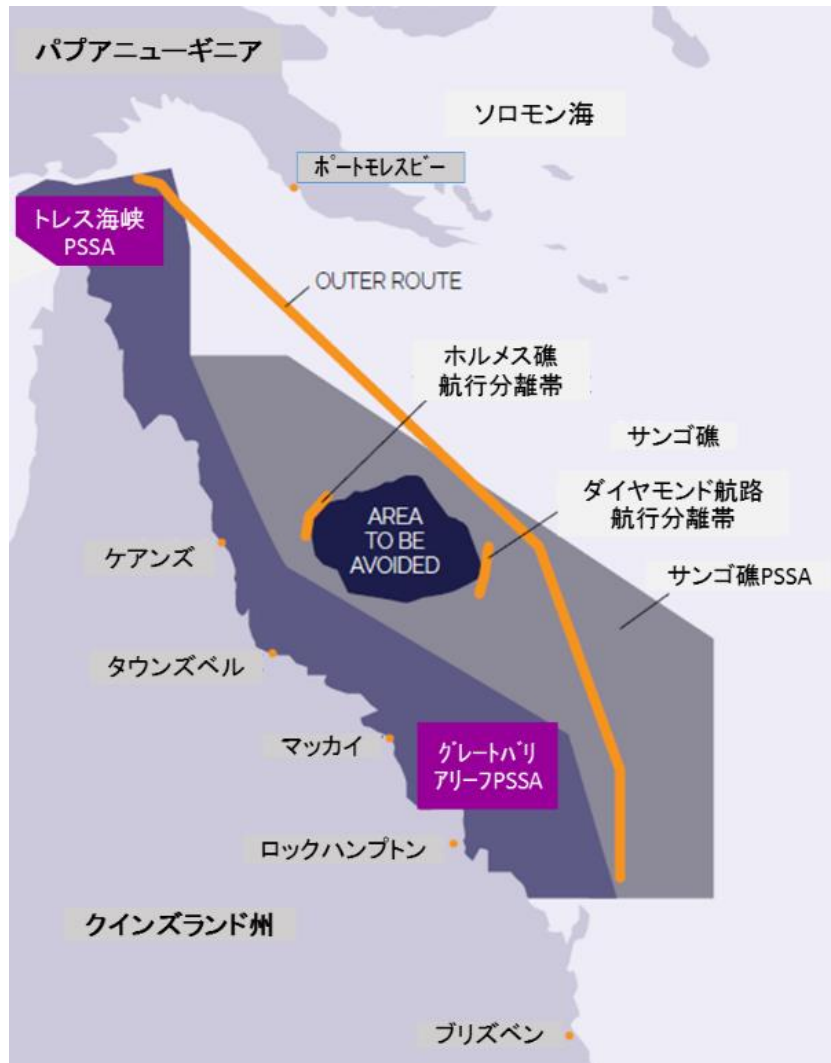 パプアニューギニア
ソロモン海
ポートモレスビー
トレス海峡
PSSA
OUTER ROUTE
ホルメス礁
航行分離帯
サンゴ礁
ダイヤモンド航路
航行分離帯
AREA
TO BE
AVOIDED
ケアンズ
サンゴ礁PSSA
タウンズベル
マッカイ
グレートバリ
アリーフPSSA
ロックハンプトン
クインズランド州
ブリズベン